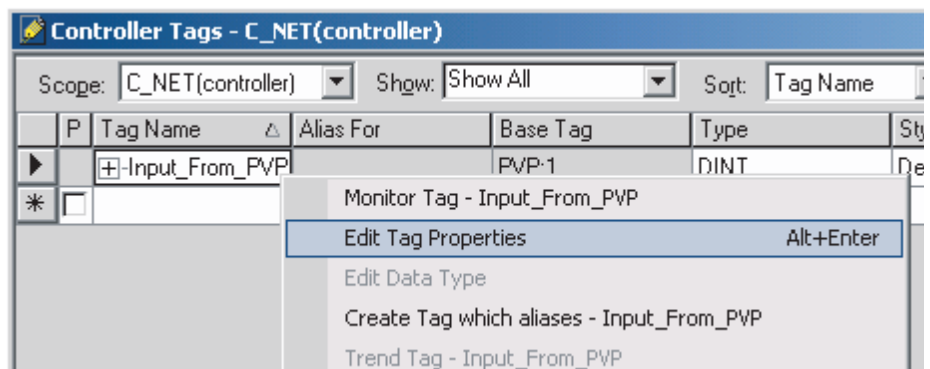 Controller Tags - C_NET(controller)
Scope: C_NET(controller) Show: Show All Sort: Tag Name
P Tag Name Alias For Base Tag Type
Input_From_PVP PVP:1 DINT
Monitor Tag - Input_From_PVP
Edit Tag Properties Alt+Enter
Edit Data Type
Create Tag which aliases - Input_From_PVP
Trend Tag - Input_From_PVP